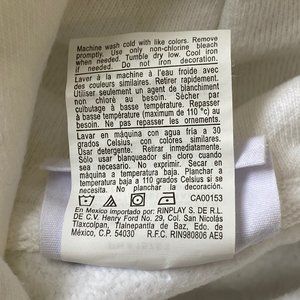 Machine wash cold with like colors. Remove
promptly. Use only non-chlorine bleach
when needed. Tumble dry low. Cool iron
if needed. Do not iron decoration.
Laver à la machine à l'eau froide avec
des couleurs similaires. Retirer rapidement.
Utiliser seulement un agent de blanchiment
non chloré au besoin. Sécher par
culbutage à basse température. Repasser
à basse température (maximum de 110 °C) au
besoin. Ne pas repasser les ornements.
Lavar en máquina con agua fría a 30
grados Celsius, con colores similares.
Usar detergente. Retirar inmediatamente.
Sólo usar blanqueador sin cloro cuando
sea necesario. No exprimir. Secar en
máquina a temperatura baja. Planchar a
temperatura baja a 110 grados Celsius si es
necesario. No planchar la decoración.
CA00153
En Mexico importado por: RINPLAY S. DE R.L.
DE C.V. Henry Ford No. 29, Col. San Nicolás
Tlaxcolpan, Tlalnepantla de Baz, Edo. de
México, C.P. 54030 R.F.C. RIN980806 AE9